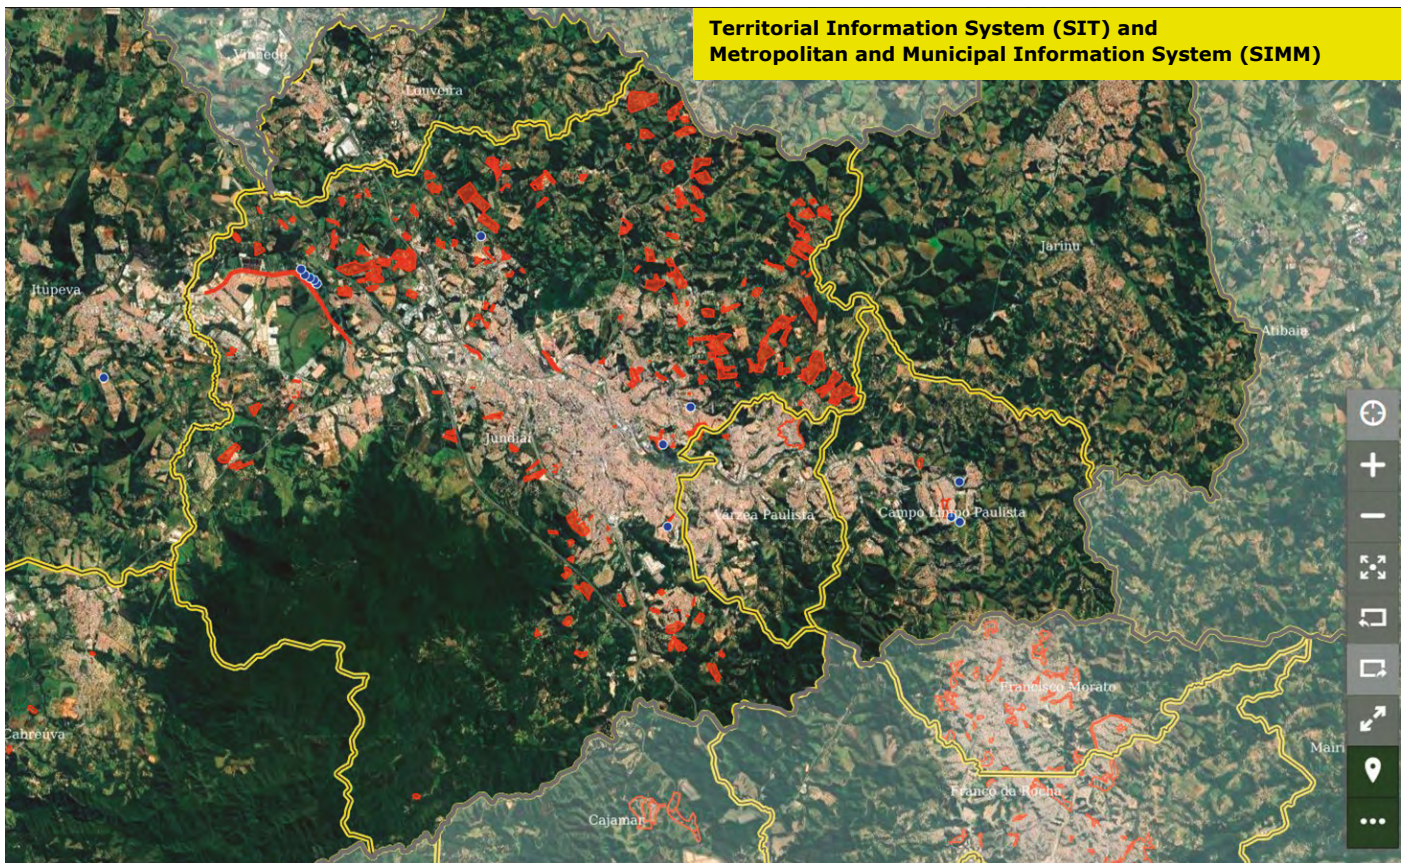 Territorial Information System (SIT) and
Metropolitan and Municipal Information System (SIMM)
Vinhedo
Louveira
Jarinu
Itupeva
Atibaia
Jundiaí
Várzea Paulista
Campo Limpo Paulista
Francisco Morato
Cabreúva
Mairi
Franco da Rocha
Cajamar